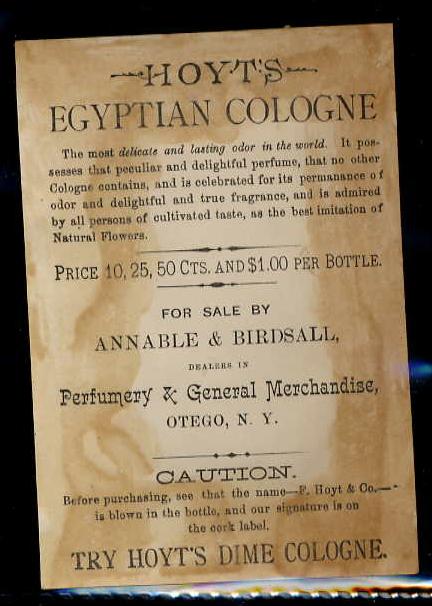 HOYT'S
EGYPTIAN COLOGNE
The most delicate and lasting odor in the world. It pos-
sesses that peculiar and delightful perfume, that no other
Cologne contains, and is celebrated for its permanance of
odor and delightful and true fragrance, and is admired
by all persons of cultivated taste, as the best imitation of
Natural Flowers.
PRICE 10, 25, 50 CTS. AND $1.00 PER BOTTLE.
FOR SALE BY
ANNABLE & BIRDSALL,
DEALERS IN
Perfumery & General Merchandise,
OTEGO, N. Y.
CAUTION.
Before purchasing, see that the name—F. Hoyt & Co.—
is blown in the bottle, and our signature is on
the cork label.
TRY HOYT'S DIME COLOGNE.